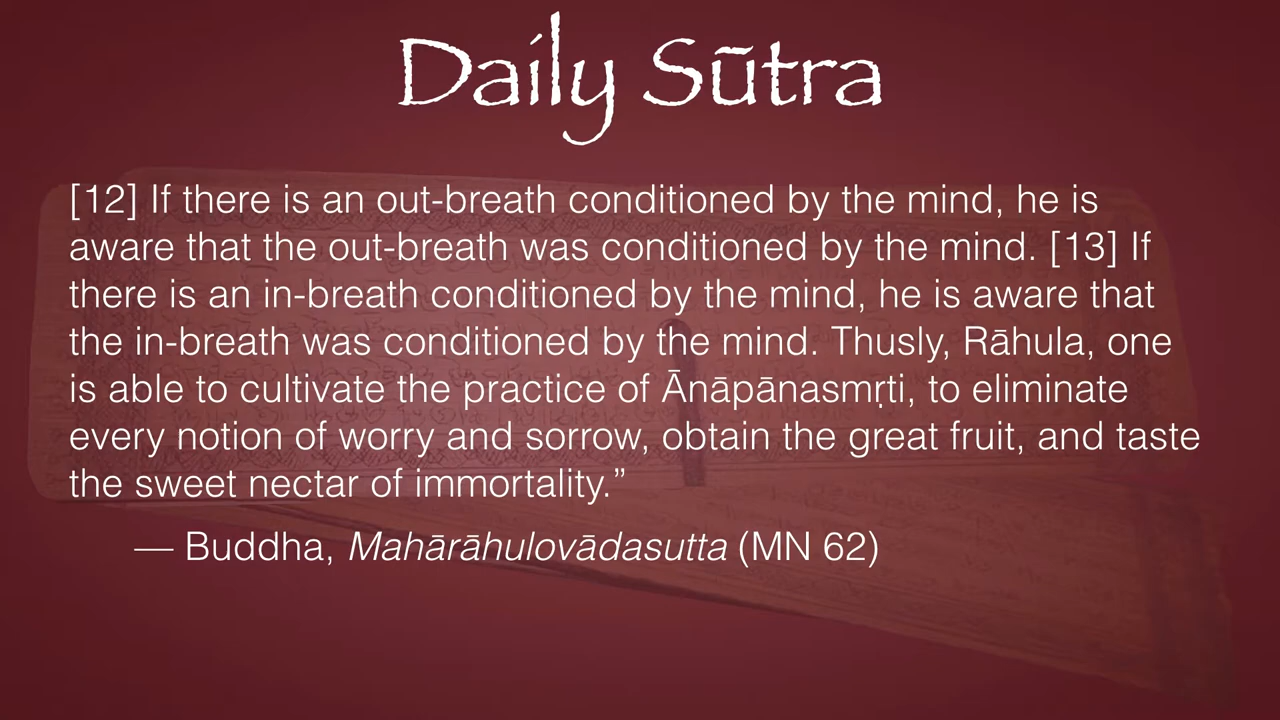 Daily Sūtra
[12] If there is an out-breath conditioned by the mind, he is
aware that the out-breath was conditioned by the mind. [13] If
there is an in-breath conditioned by the mind, he is aware that
the in-breath was conditioned by the mind. Thusly, Rāhula, one
is able to cultivate the practice of Ānāpānasmṛti, to eliminate
every notion of worry and sorrow, obtain the great fruit, and taste
the sweet nectar of immortality.”
— Buddha, Mahārāhulovādasutta (MN 62)